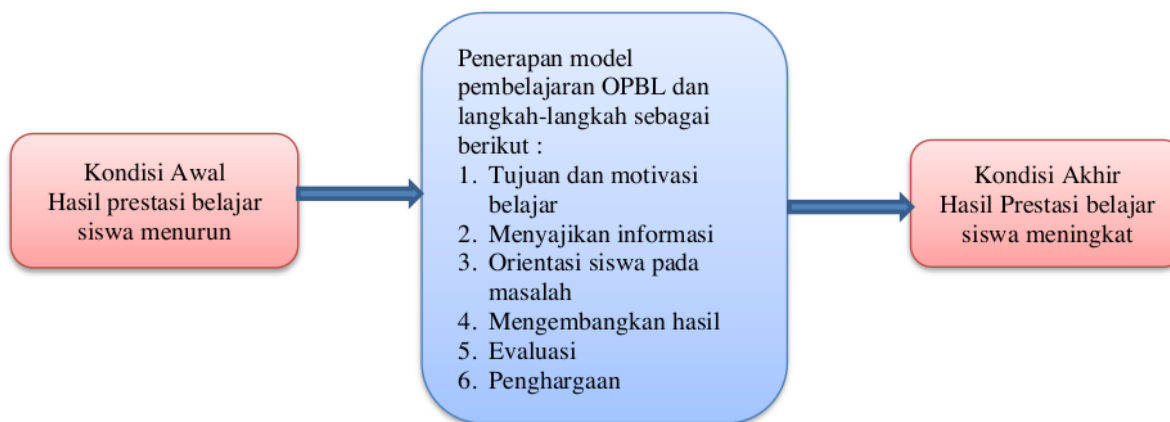 Kondisi Awal
Hasil prestasi belajar
siswa menurun
Penerapan model
pembelajaran OPBL dan
langkah-langkah sebagai
berikut :
1. Tujuan dan motivasi
belajar
2. Menyajikan informasi
3. Orientasi siswa pada
masalah
4. Mengembangkan hasil
5. Evaluasi
6. Penghargaan
Kondisi Akhir
Hasil Prestasi belajar
siswa meningkat